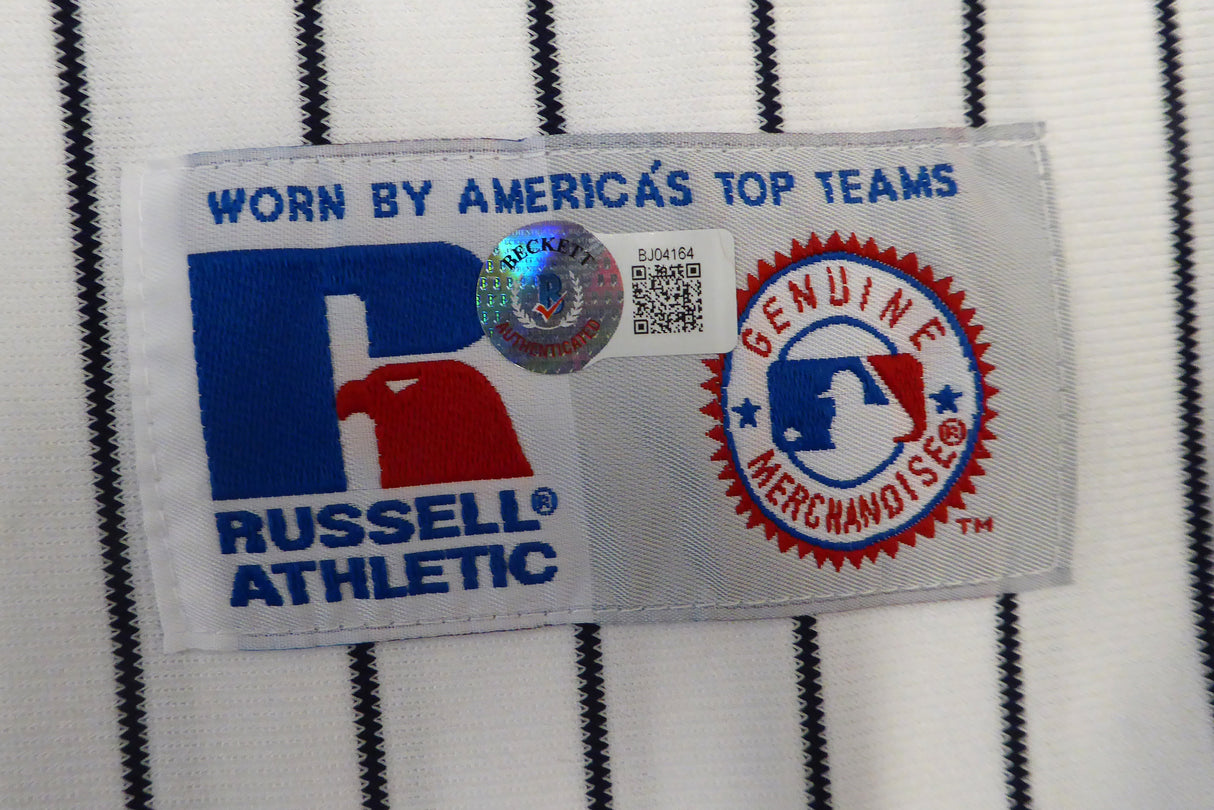 WORN BY AMERICA'S TOP TEAMS
BECKETT
B
AUTHENTICATED
BJ04164
GENUINE
MERCHANDISE®
TM
RUSSELL®
ATHLETIC